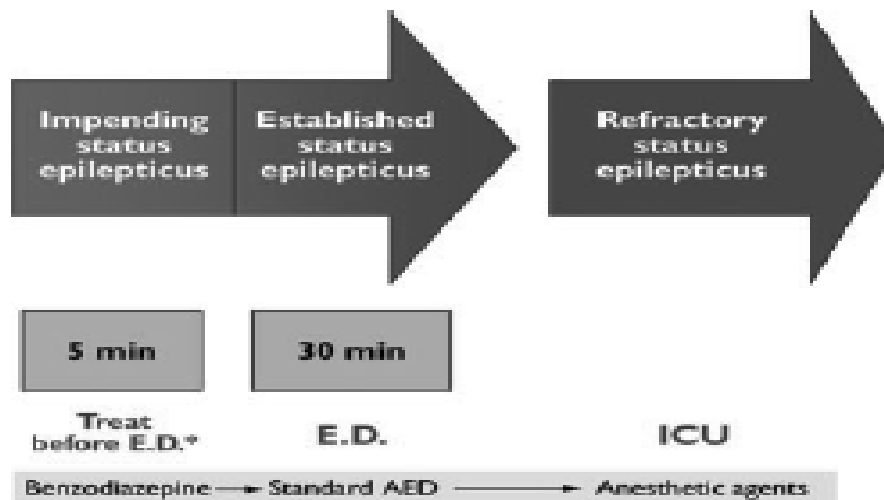 Impending
status
epilepticus
Established
status
epilepticus
Refractory
status
epilepticus
5 min
30 min
Treat
before E.D.*
E.D.
ICU
Benzodiazepine → Standard AED → Anesthetic agents